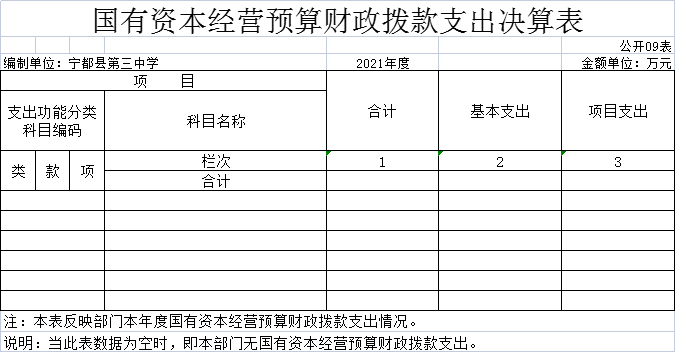 国有资本经营预算财政拨款支出决算表
公开09表
编制单位：宁都县第三中学 2021年度 金额单位：万元
项 目 合计 基本支出 项目支出
支出功能分类 科目名称
科目编码
类 款 项 栏次 1 2 3
合计
注：本表反映部门本年度国有资本经营预算财政拨款支出情况。
说明：当此表数据为空时，即本部门无国有资本经营预算财政拨款支出。